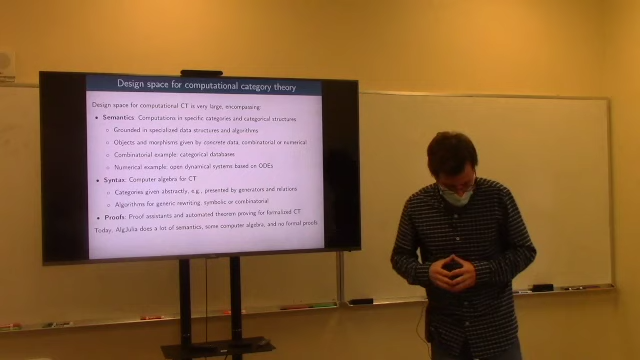 Design space for computational category theory
Design space for computational CT is very large, encompassing:
• Semantics: Computations in specific categories and categorical structures
◦ Grounded in specialized data structures and algorithms
◦ Objects and morphisms given by concrete data, combinatorial or numerical
◦ Combinatorial example: categorical databases
◦ Numerical example: open dynamical systems based on ODEs
• Syntax: Computer algebra for CT
◦ Categories given abstractly, e.g., presented by generators and relations
◦ Algorithms for generic rewriting, symbolic or combinatorial
• Proofs: Proof assistants and automated theorem proving for formalized CT
Today: AlgJulia does a lot of semantics, some computer algebra, and no formal proofs